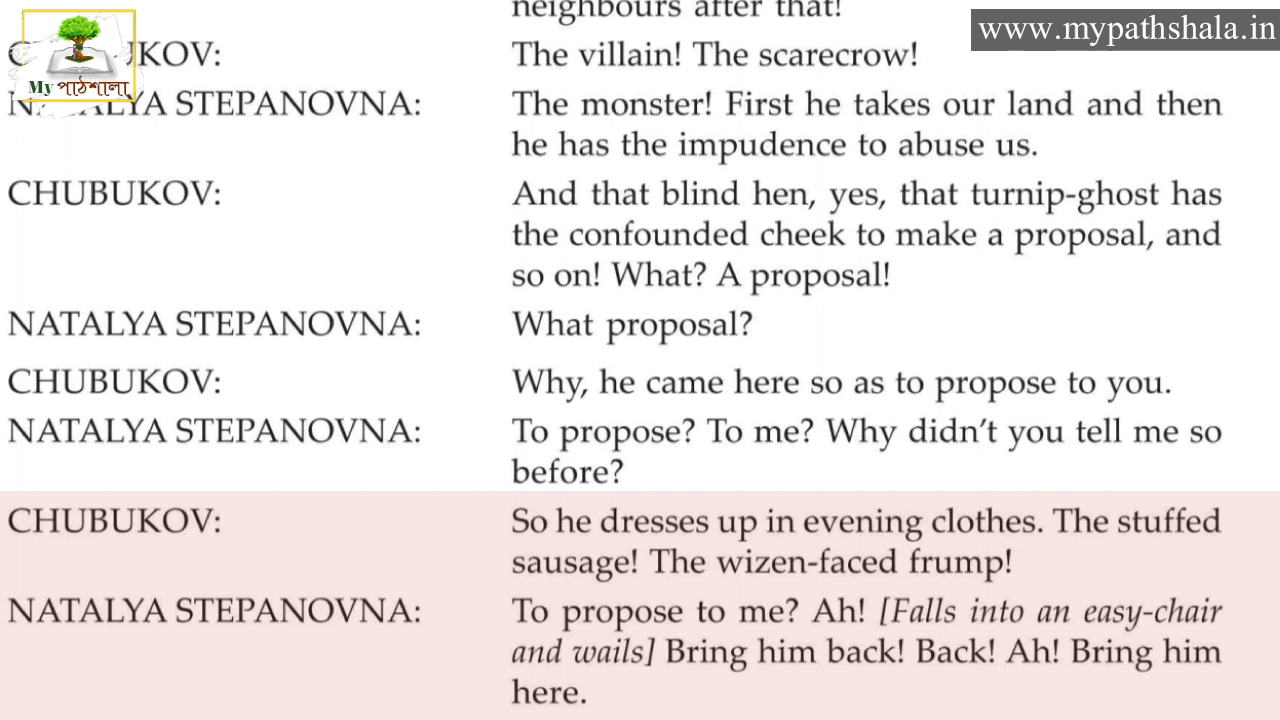 neighbours after that!
www.mypathshala.in
My পাঠশালা
CHUBUKOV: The villain! The scarecrow!
NATALYA STEPANOVNA: The monster! First he takes our land and then
he has the impudence to abuse us.
CHUBUKOV: And that blind hen, yes, that turnip-ghost has
the confounded cheek to make a proposal, and
so on! What? A proposal!
NATALYA STEPANOVNA: What proposal?
CHUBUKOV: Why, he came here so as to propose to you.
NATALYA STEPANOVNA: To propose? To me? Why didn't you tell me so
before?
CHUBUKOV: So he dresses up in evening clothes. The stuffed
sausage! The wizen-faced frump!
NATALYA STEPANOVNA: To propose to me? Ah! [Falls into an easy-chair
and wails] Bring him back! Back! Ah! Bring him
here.